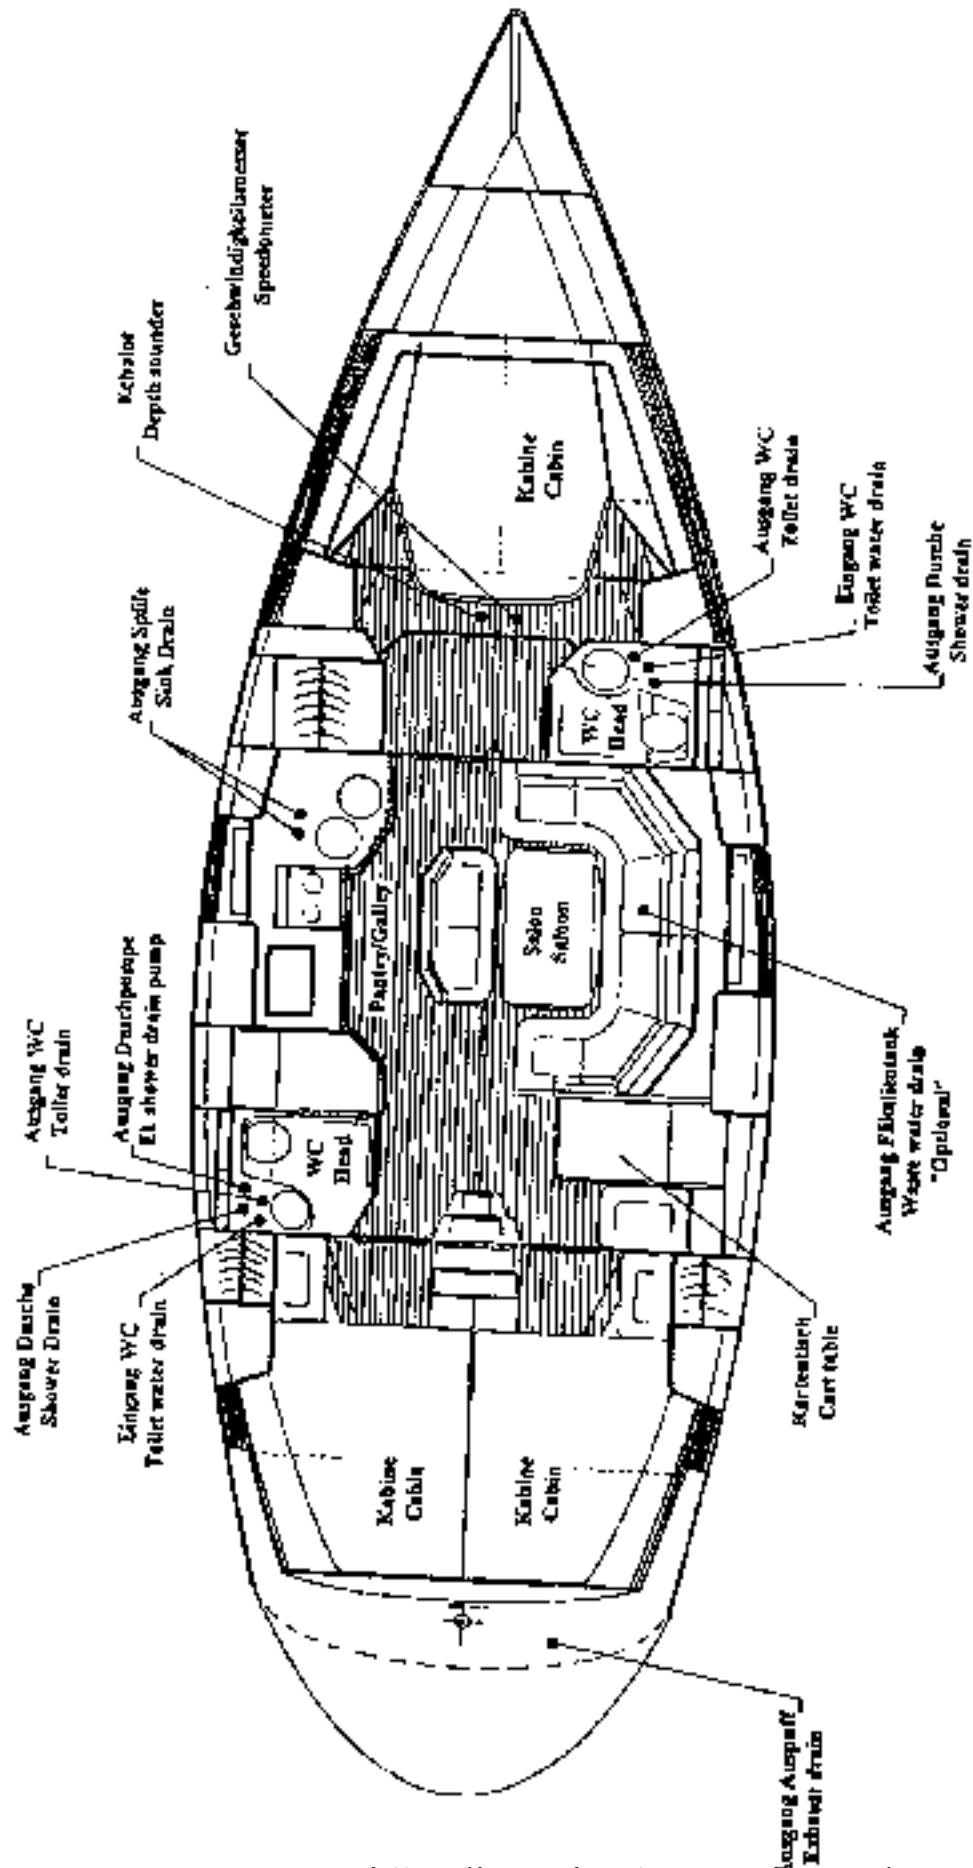 Geschwindigkeitsmesser
Speedometer
Echolot
Depth sounder
Kabine
Cabin
Ausgang WC
Toilet drain
Eingang WC
Toilet water drain
Ausgang Dusche
Shower drain
Ausgang Spüle
Sink Drain
WC
Head
Pantry/Galley
Salon
Saloon
Ausgang WC
Toilet drain
Ausgang Duschpumpe
El. shower drain pump
WC
Head
Ausgang Fäkalientank
Waste water drain
"Optional"
Ausgang Dusche
Shower Drain
Eingang WC
Toilet water drain
Kartentisch
Cart table
Kabine
Cabin
Kabine
Cabin
Ausgang Auspuff
Exhaust drain